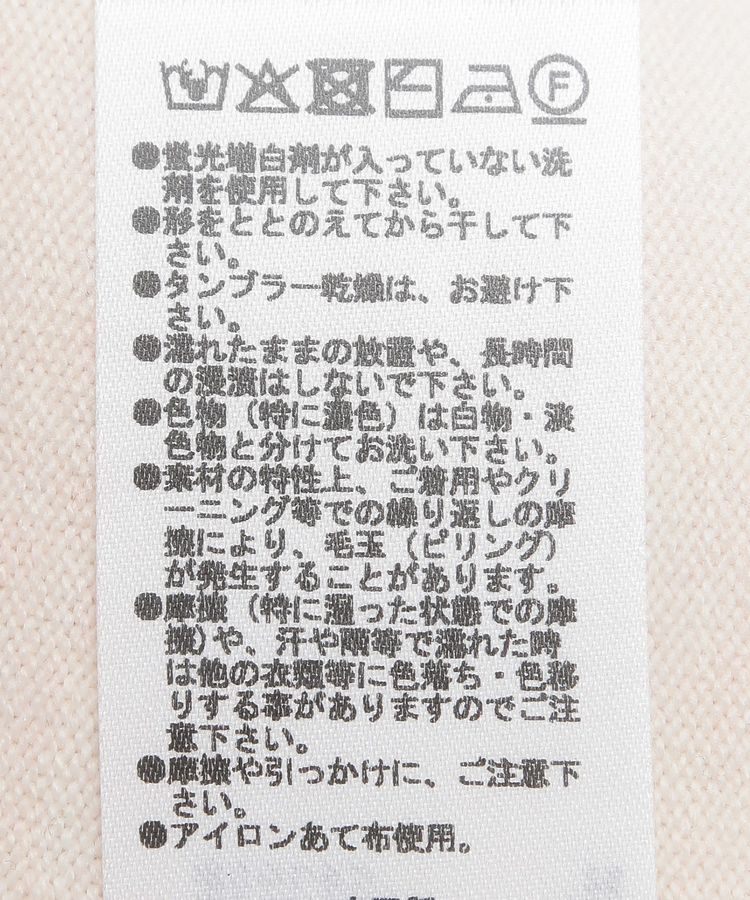 F
●蛍光増白剤が入っていない洗
剤を使用して下さい。
●形をととのえてから干して下
さい。
●タンブラー乾燥は、お避け下
さい。
●濡れたままの放置や、長時間
の浸漬はしないで下さい。
●色物（特に濃色）は白物・淡
色物と分けてお洗い下さい。
●素材の特性上、ご着用やクリ
ーニング等での繰り返しの摩
擦により、毛玉（ピリング）
が発生することがあります。
●摩擦（特に湿った状態での摩
擦）や、汗や雨等で濡れた時
は他の衣類等に色落ち・色移
りする事がありますのでご注
意下さい。
●摩擦や引っかけに、ご注意下
さい。
●アイロンあて布使用。